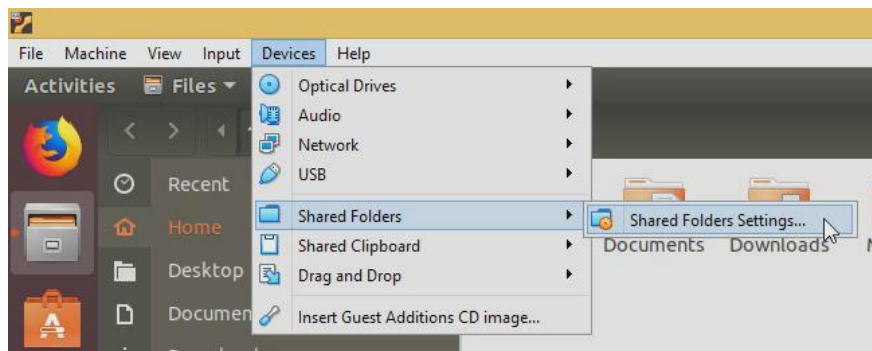 File Machine View Input Devices Help
Activities Files
Optical Drives
Audio
Network
USB
Shared Folders
Shared Clipboard
Drag and Drop
Insert Guest Additions CD image...
Shared Folders Settings...
Recent
Home
Desktop
Documen
Documents Downloads